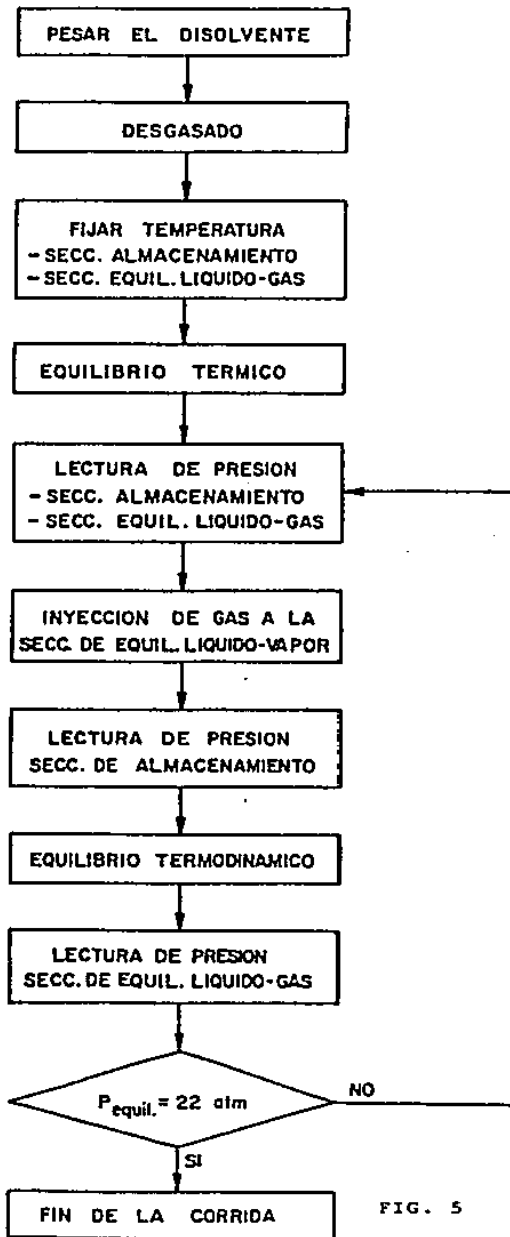 PESAR EL DISOLVENTE
DESGASADO
FIJAR TEMPERATURA
- SECC. ALMACENAMIENTO
- SECC. EQUIL. LIQUIDO-GAS
EQUILIBRIO TERMICO
LECTURA DE PRESION
- SECC. ALMACENAMIENTO
- SECC. EQUIL. LIQUIDO-GAS
INYECCION DE GAS A LA
SECC. DE EQUIL. LIQUIDO-VAPOR
LECTURA DE PRESION
SECC. DE ALMACENAMIENTO
EQUILIBRIO TERMODINAMICO
LECTURA DE PRESION
SECC. DE EQUIL. LIQUIDO-GAS
P equil. = 22 atm
NO
SI
FIN DE LA CORRIDA
FIG. 5